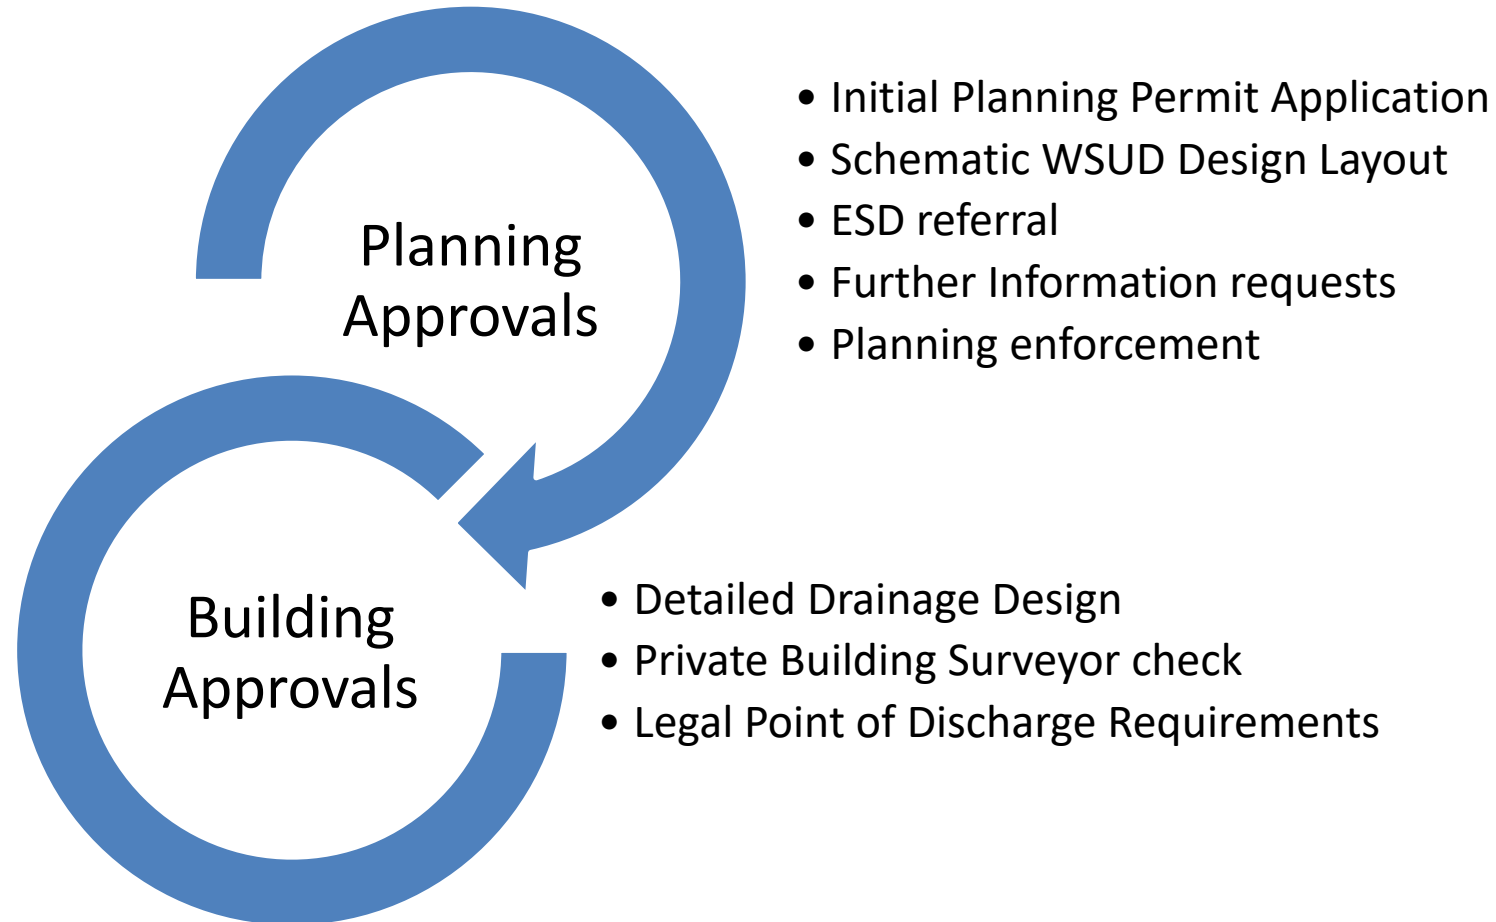 Planning
Approvals
• Initial Planning Permit Application
• Schematic WSUD Design Layout
• ESD referral
• Further Information requests
• Planning enforcement
Building
Approvals
• Detailed Drainage Design
• Private Building Surveyor check
• Legal Point of Discharge Requirements